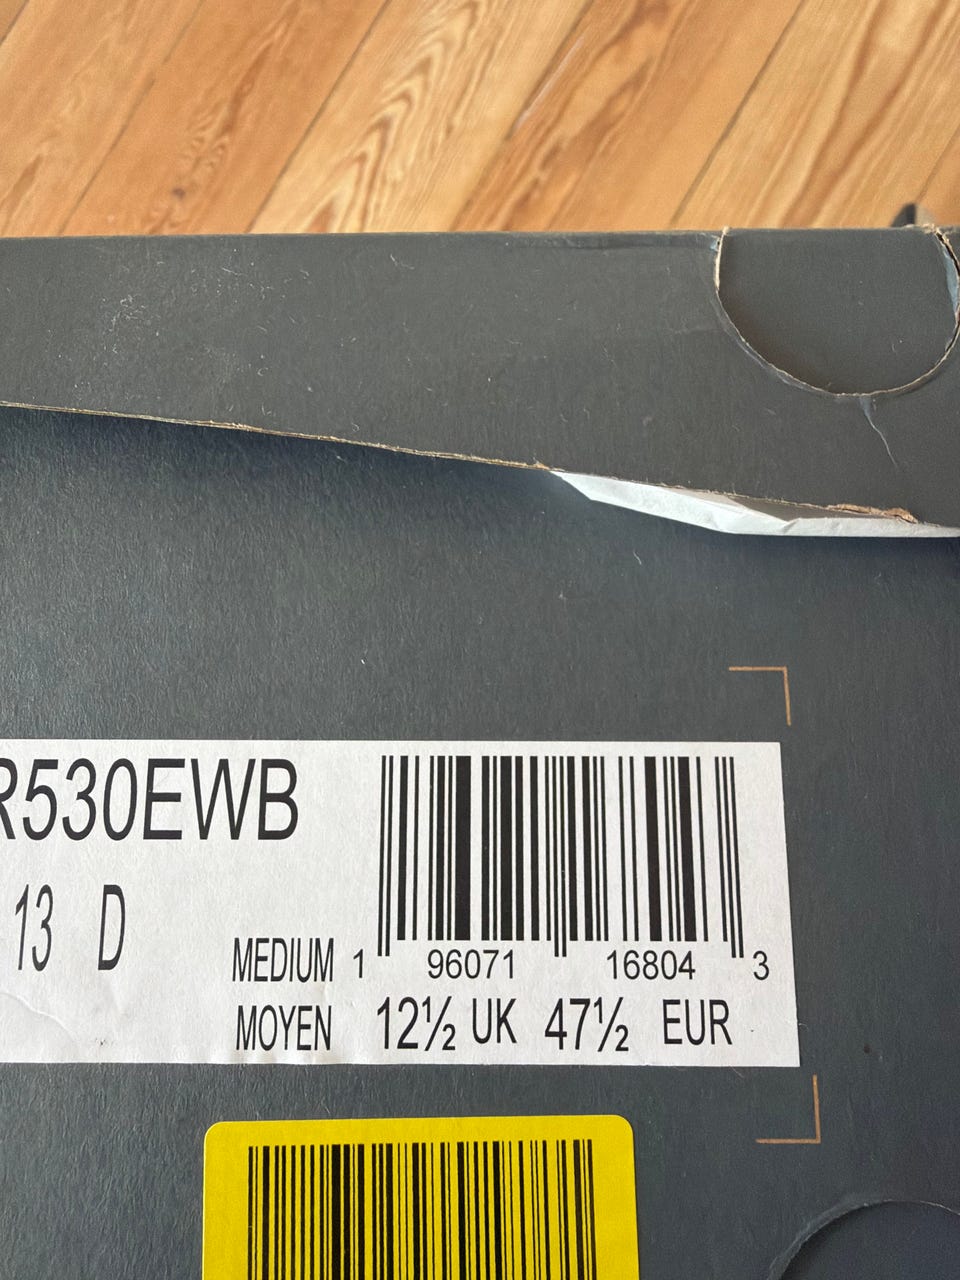 R530EWB
13 D
MEDIUM 1 96071 16804 3
MOYEN 12½ UK 47½ EUR